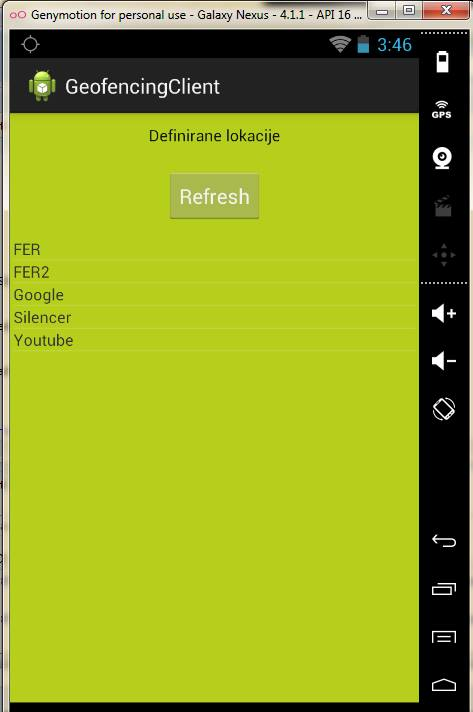 Genymotion for personal use - Galaxy Nexus - 4.1.1 - API 16 ...
3:46
GeofencingClient
GPS
Definirane lokacije
Refresh
FER
FER2
Google
Silencer
Youtube